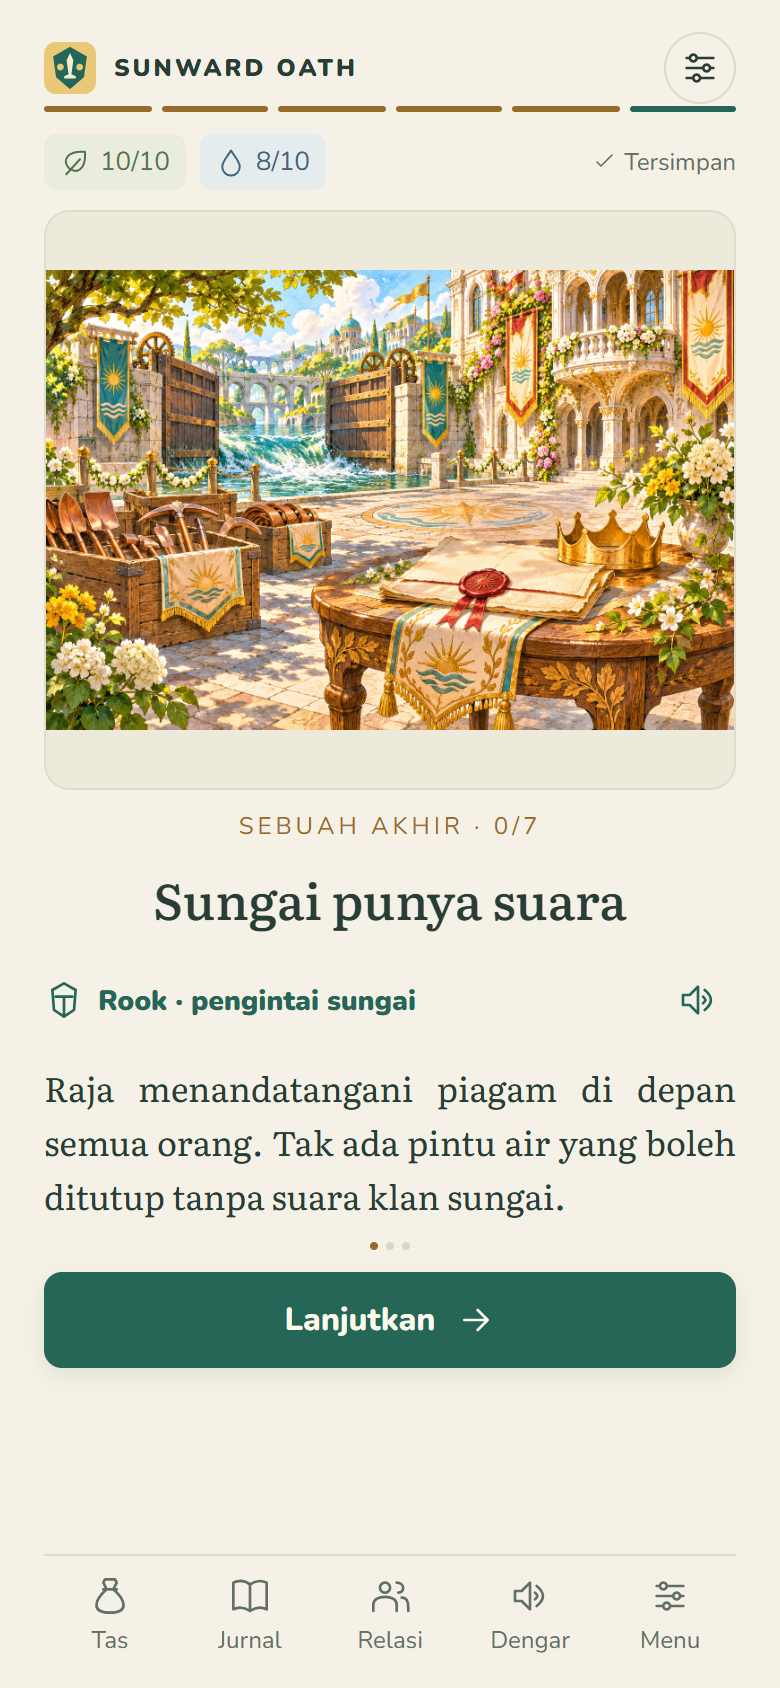 SUNWARD OATH
10/10
8/10
Tersimpan
SEBUAH AKHIR · 0/7
Sungai punya suara
Rook · pengintai sungai
Raja menandatangani piagam di depan
semua orang. Tak ada pintu air yang boleh
ditutup tanpa suara klan sungai.
Lanjutkan
Tas
Jurnal
Relasi
Dengar
Menu